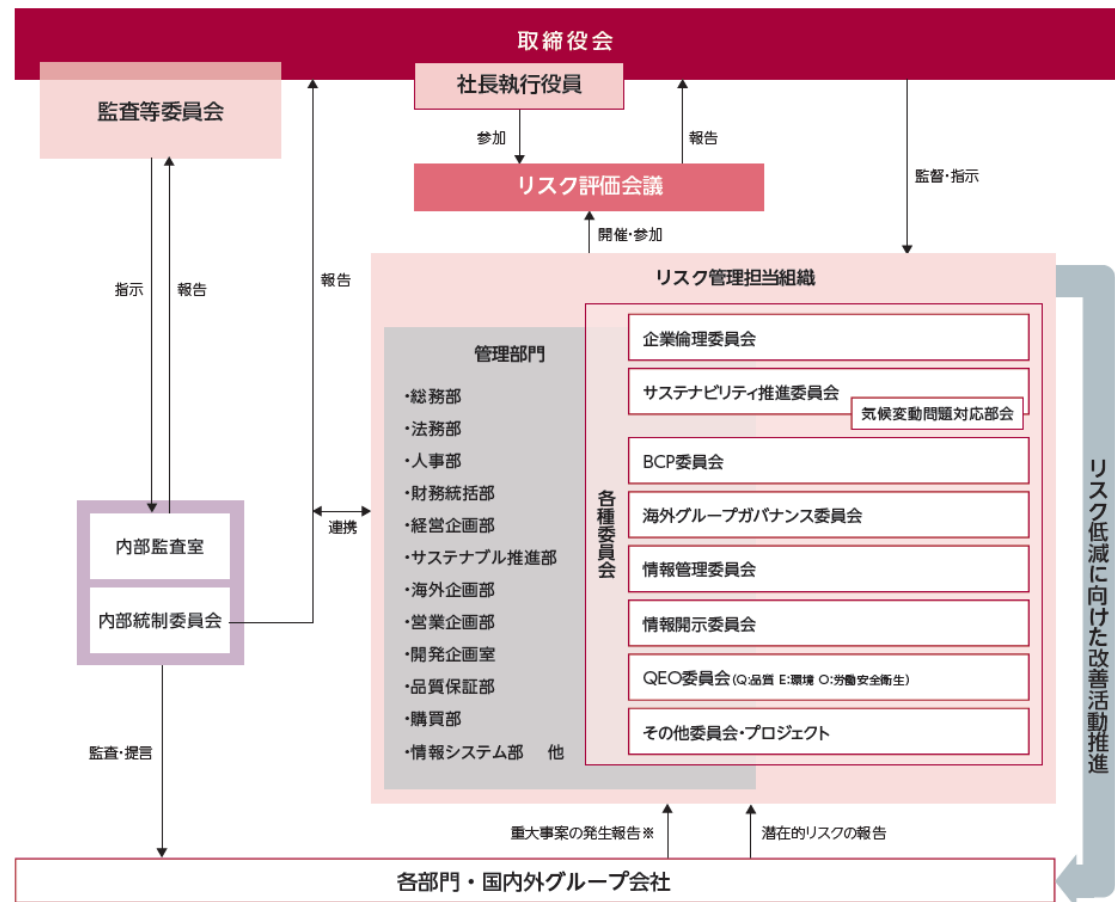 取締役会
監査等委員会
社長執行役員
参加
報告
リスク評価会議
監督・指示
開催・参加
指示
報告
報告
リスク管理担当組織
管理部門
・総務部
・法務部
・人事部
・財務統括部
・経営企画部
・サステナブル推進部
・海外企画部
・営業企画部
・開発企画室
・品質保証部
・購買部
・情報システム部 他
各種委員会
企業倫理委員会
サステナビリティ推進委員会
気候変動問題対応部会
BCP委員会
海外グループガバナンス委員会
情報管理委員会
情報開示委員会
QEO委員会(Q:品質 E:環境 O:労働安全衛生)
その他委員会・プロジェクト
連携
内部監査室
内部統制委員会
監査・提言
リスク低減に向けた改善活動推進
重大事案の発生報告※
潜在的リスクの報告
各部門・国内外グループ会社